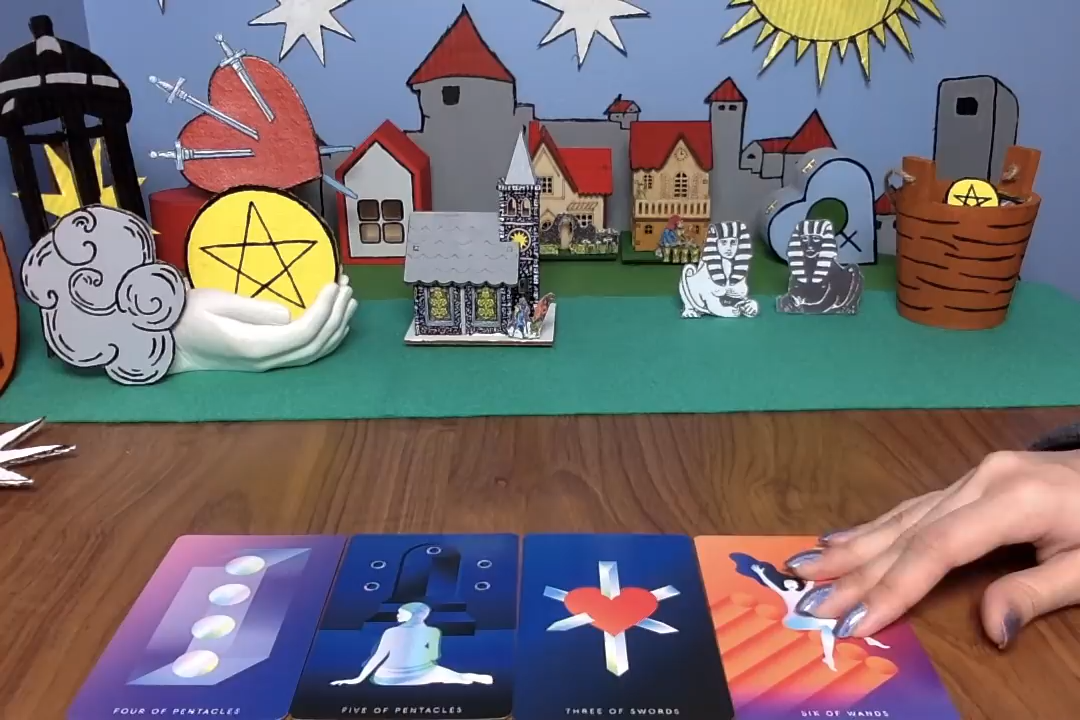 FOUR OF PENTACLES
FIVE OF PENTACLES
THREE OF SWORDS
SIX OF WANDS